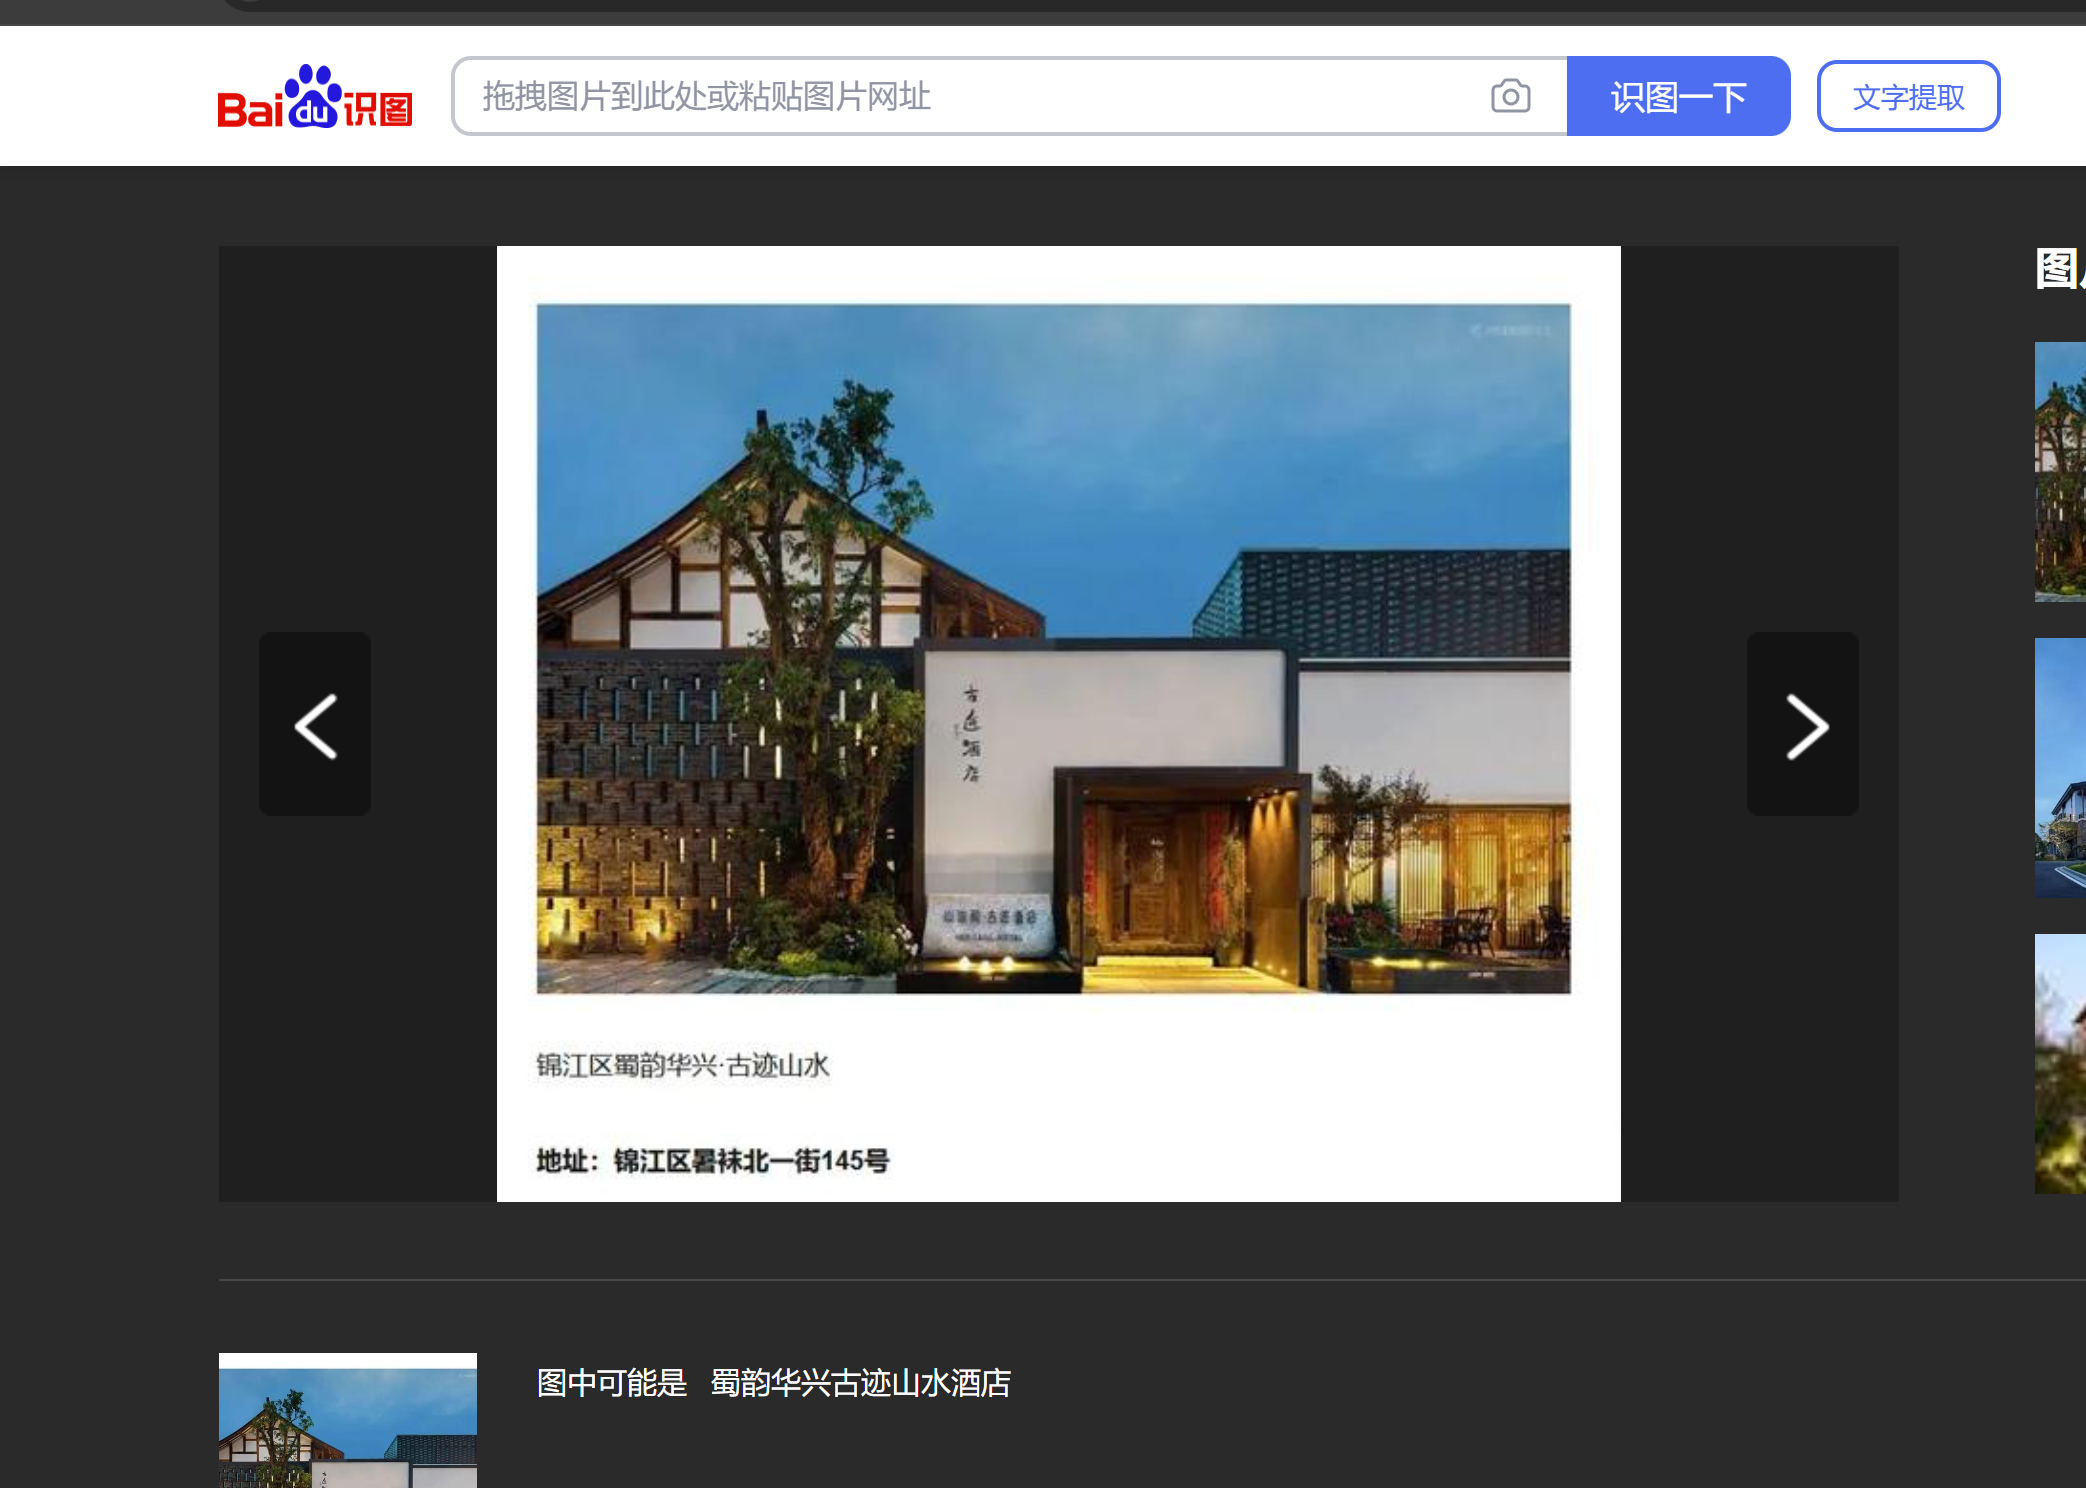 Bai du 识图
拖拽图片到此处或粘贴图片网址
识图一下
文字提取
图
古迹酒店
锦江区蜀韵华兴·古迹山水
地址：锦江区暑袜北一街145号
图中可能是 蜀韵华兴古迹山水酒店